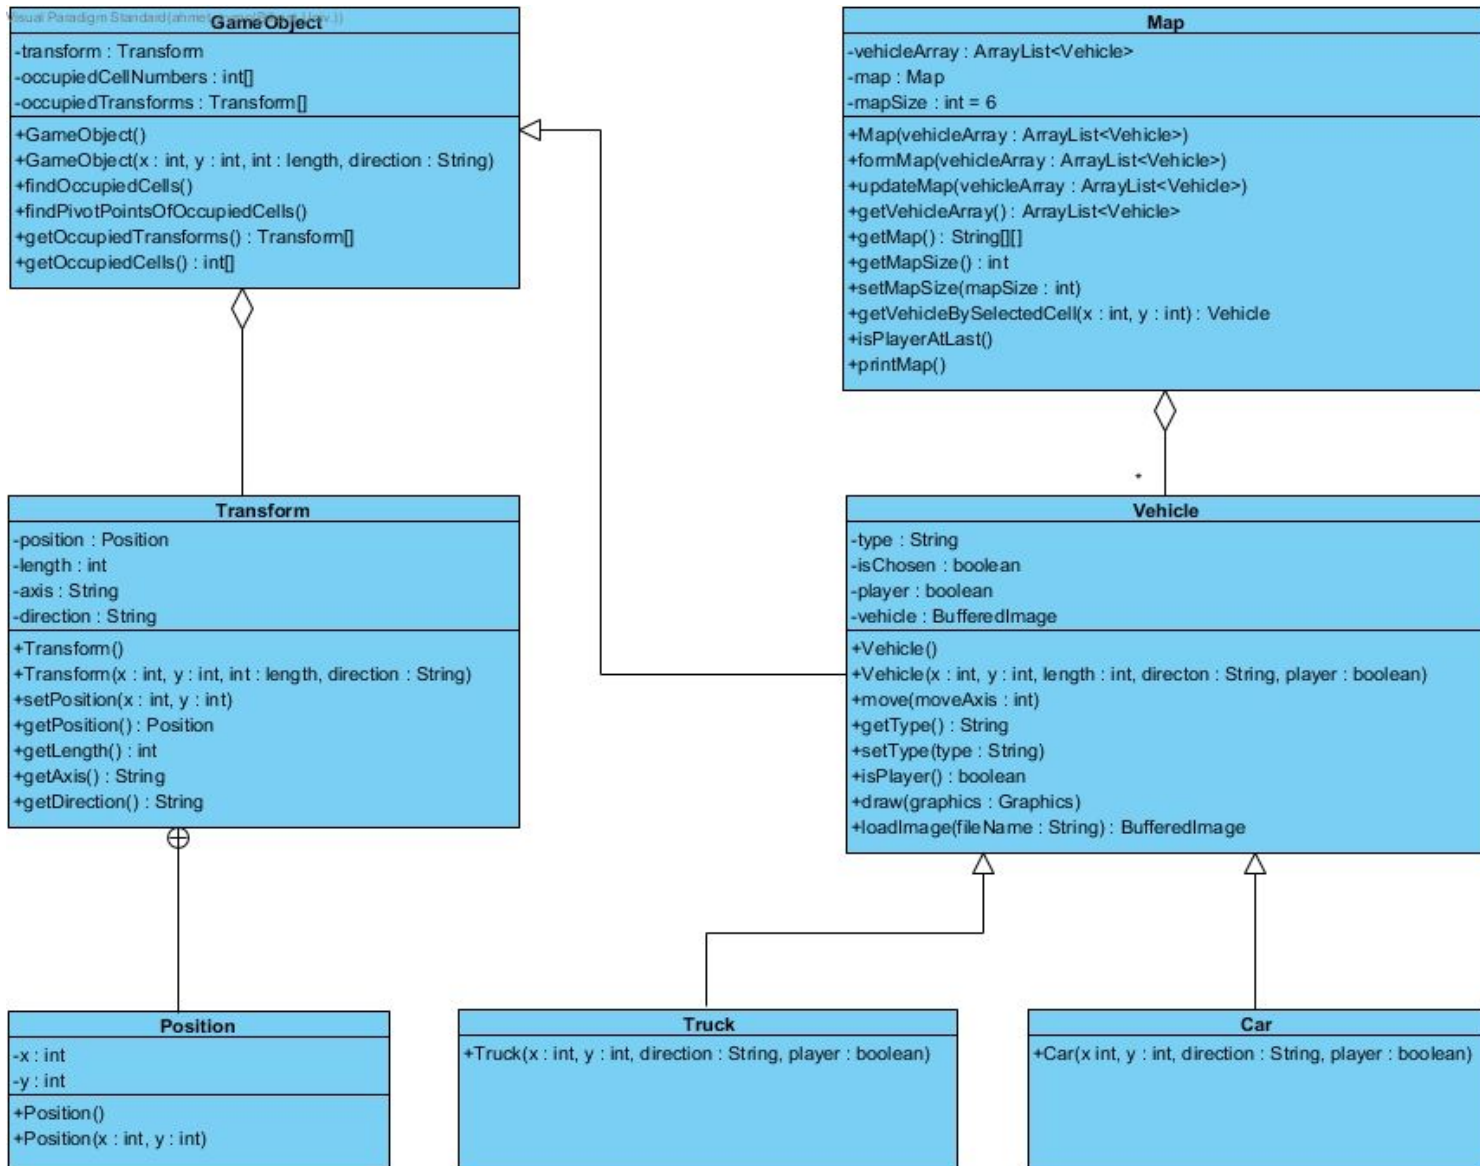 Visual Paradigm Standard
GameObject
-transform : Transform
-occupiedCellNumbers : int[]
-occupiedTransforms : Transform[]
+GameObject()
+GameObject(x : int, y : int, int : length, direction : String)
+findOccupiedCells()
+findPivotPointsOfOccupiedCells()
+getOccupiedTransforms() : Transform[]
+getOccupiedCells() : int[]
Map
-vehicleArray : ArrayList<Vehicle>
-map : Map
-mapSize : int = 6
+Map(vehicleArray : ArrayList<Vehicle>)
+formMap(vehicleArray : ArrayList<Vehicle>)
+updateMap(vehicleArray : ArrayList<Vehicle>)
+getVehicleArray() : ArrayList<Vehicle>
+getMap() : String[][]
+getMapSize() : int
+setMapSize(mapSize : int)
+getVehicleBySelectedCell(x : int, y : int) : Vehicle
+isPlayerAtLast()
+printMap()
*
Transform
-position : Position
-length : int
-axis : String
-direction : String
+Transform()
+Transform(x : int, y : int, int : length, direction : String)
+setPosition(x : int, y : int)
+getPosition() : Position
+getLength() : int
+getAxis() : String
+getDirection() : String
Vehicle
-type : String
-isChosen : boolean
-player : boolean
-vehicle : BufferedImage
+Vehicle()
+Vehicle(x : int, y : int, length : int, directon : String, player : boolean)
+move(moveAxis : int)
+getType() : String
+setType(type : String)
+isPlayer() : boolean
+draw(graphics : Graphics)
+loadImage(fileName : String) : BufferedImage
Position
-x : int
-y : int
+Position()
+Position(x : int, y : int)
Truck
+Truck(x : int, y : int, direction : String, player : boolean)
Car
+Car(x int, y : int, direction : String, player : boolean)